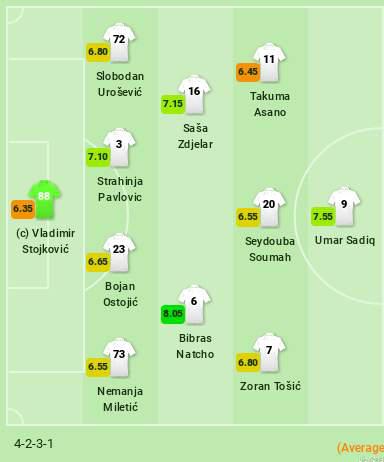 72
6.80
Slobodan
Urošević
11
6.45
Takuma
Asano
16
7.15
Saša
Zdjelar
3
7.10
Strahinja
Pavlovic
88
6.35
(c) Vladimir
Stojković
20
6.55
Seydouba
Soumah
9
7.55
Umar Sadiq
23
6.65
Bojan
Ostojić
6
8.05
Bibras
Natcho
7
6.80
Zoran Tošić
73
6.55
Nemanja
Miletić
4-2-3-1
(Average